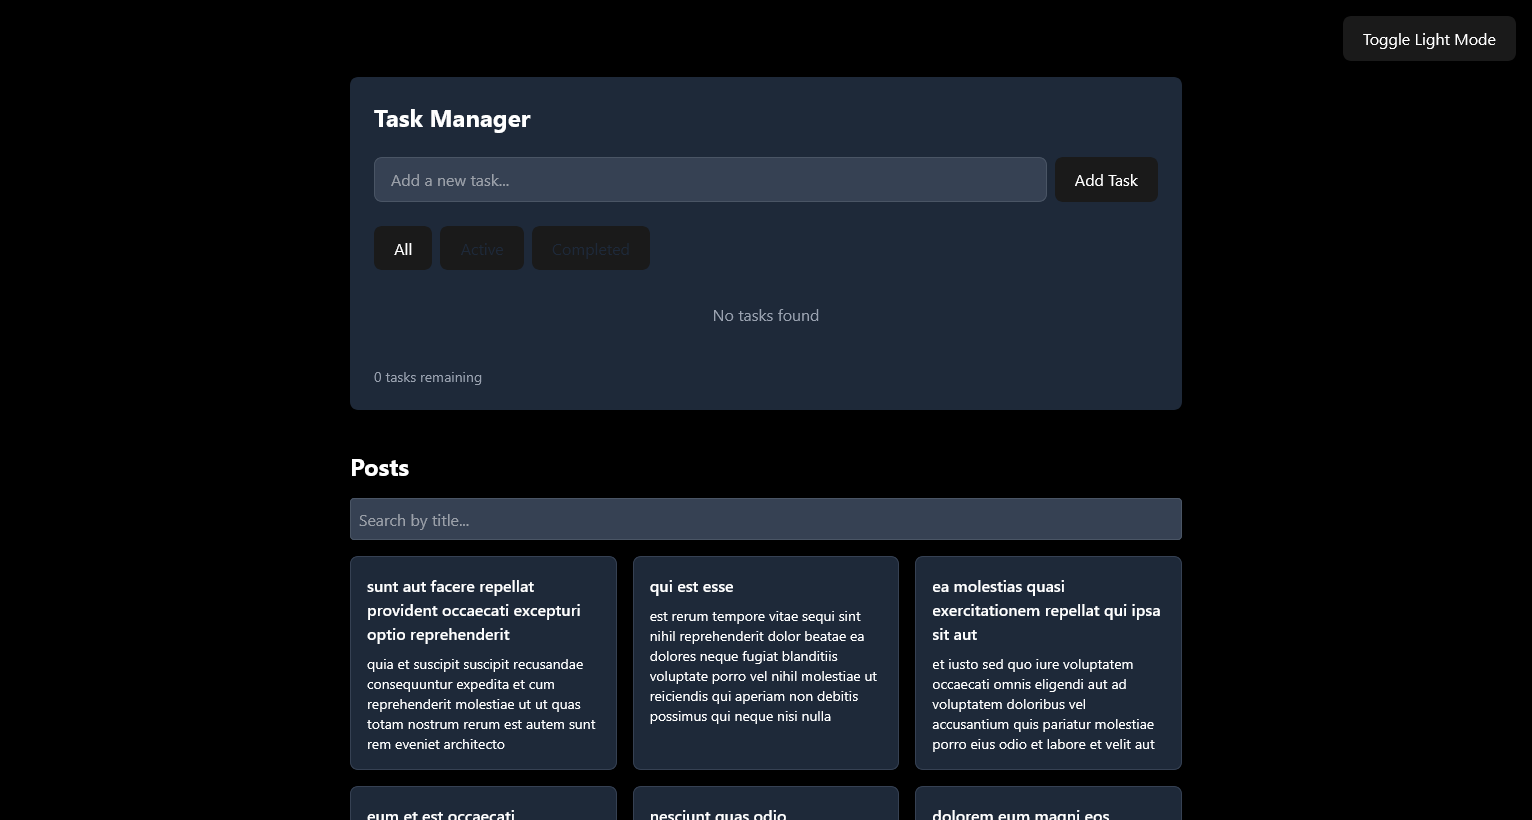 Toggle Light Mode
Task Manager
Add a new task...
Add Task
All
Active
Completed
No tasks found
0 tasks remaining
Posts
Search by title...
sunt aut facere repellat
provident occaecati excepturi
optio reprehenderit
quia et suscipit suscipit recusandae
consequuntur expedita et cum
reprehenderit molestiae ut ut quas
totam nostrum rerum est autem sunt
rem eveniet architecto
qui est esse
est rerum tempore vitae sequi sint
nihil reprehenderit dolor beatae ea
dolores neque fugiat blanditiis
voluptate porro vel nihil molestiae ut
reiciendis qui aperiam non debitis
possimus qui neque nisi nulla
ea molestias quasi
exercitationem repellat qui ipsa
sit aut
et iusto sed quo iure voluptatem
occaecati omnis eligendi aut ad
voluptatem doloribus vel
accusantium quis pariatur molestiae
porro eius odio et labore et velit aut
eum et est occaecati
nesciunt quas odio
dolorem eum magni eos